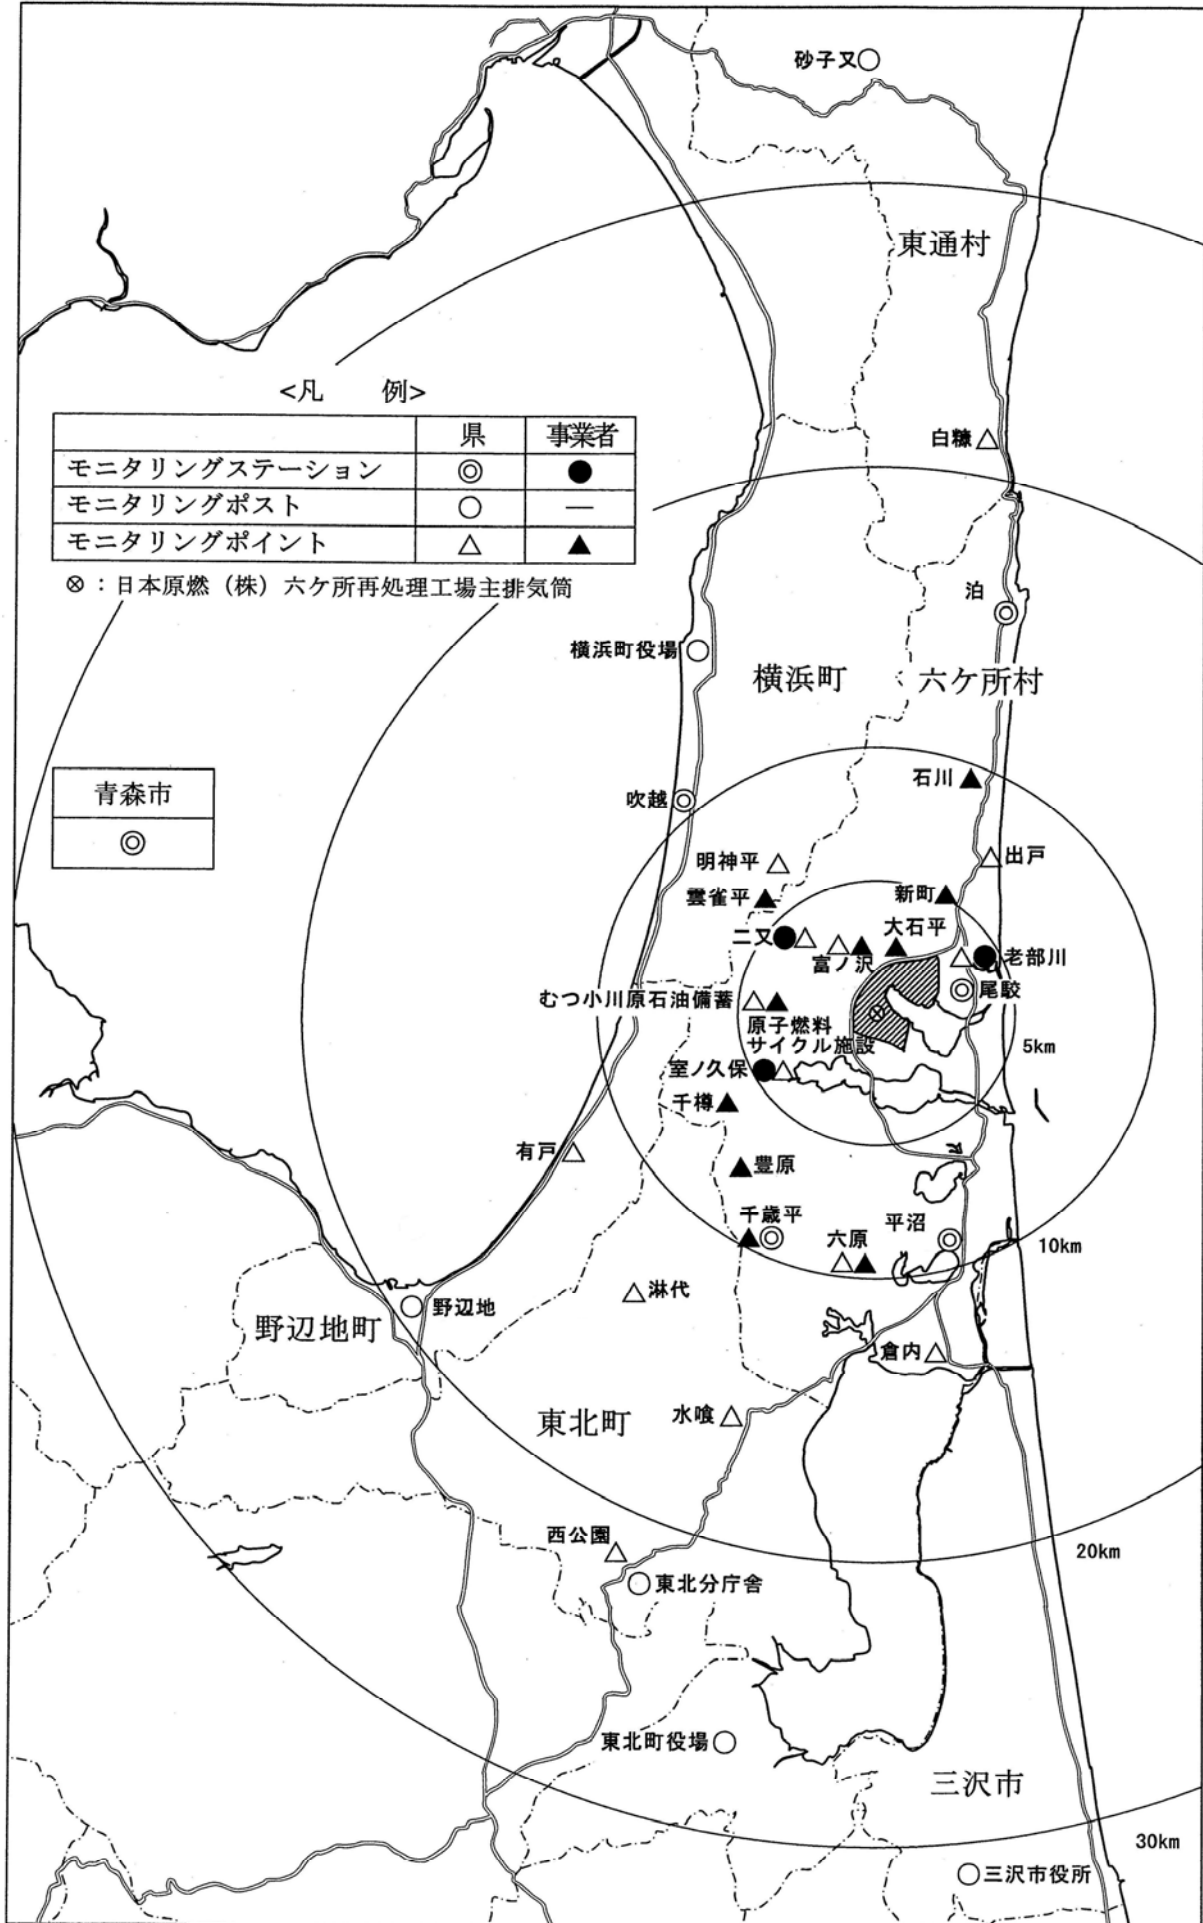 砂子又
東通村
<凡 例>
県 事業者
モニタリングステーション ◎ ●
モニタリングポスト ○ ―
モニタリングポイント △ ▲
⊗：日本原燃（株）六ケ所再処理工場主排気筒
白糠
泊
横浜町役場
横浜町
六ケ所村
青森市
◎
石川
吹越
明神平
出戸
雲雀平
新町
二又
大石平
富ノ沢
老部川
尾駮
むつ小川原石油備蓄
原子燃料
サイクル施設
5km
室ノ久保
千樽
有戸
豊原
千歳平
六原
平沼
10km
淋代
野辺地
野辺地町
倉内
水喰
東北町
西公園
20km
東北分庁舎
東北町役場
三沢市
30km
三沢市役所